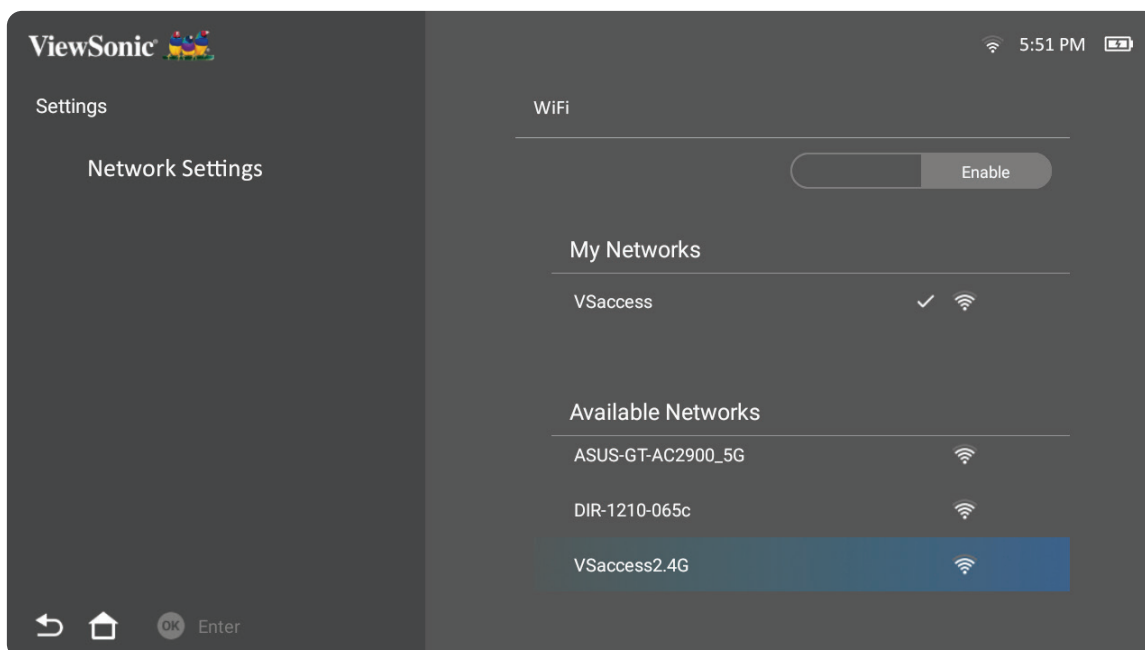 ViewSonic
5:51 PM
Settings
WiFi
Network Settings
Enable
My Networks
VSaccess
Available Networks
ASUS-GT-AC2900_5G
DIR-1210-065c
VSaccess2.4G
OK Enter